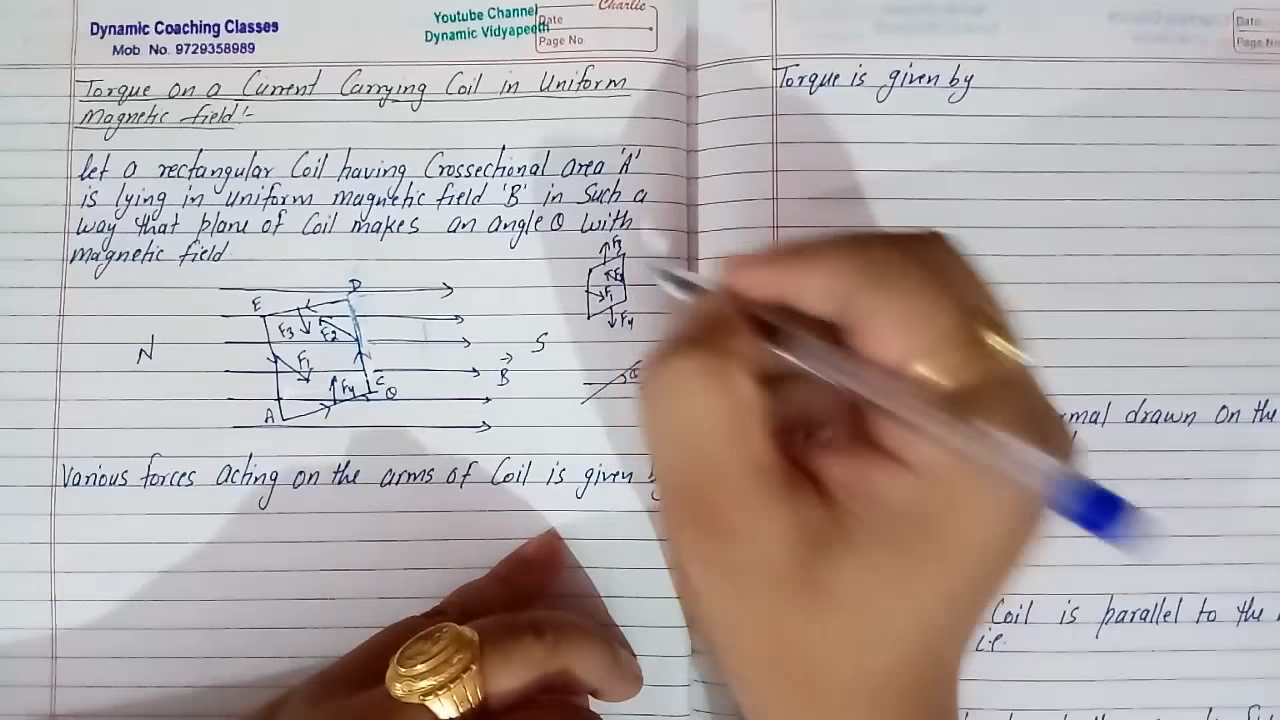 Charlie
Dynamic Coaching Classes
Mob No. 9729358989
Youtube Channel
Dynamic Vidyapeeth
Date
Page No
Date
Page No
Torque on a Current Carrying Coil in Uniform
Magnetic field:-
let a rectangular Coil having Crossectional area 'A'
is lying in uniform magnetic field 'B' in Such a
way that plane of Coil makes an angle θ with
magnetic field
F3
F2
F1
F4
E
D
F3
F2
N
F1
S
B
F4
C
θ
A
Various forces acting on the arms of Coil is given
Torque is given by
drawn on the
Coil is parallel to the
i.e.